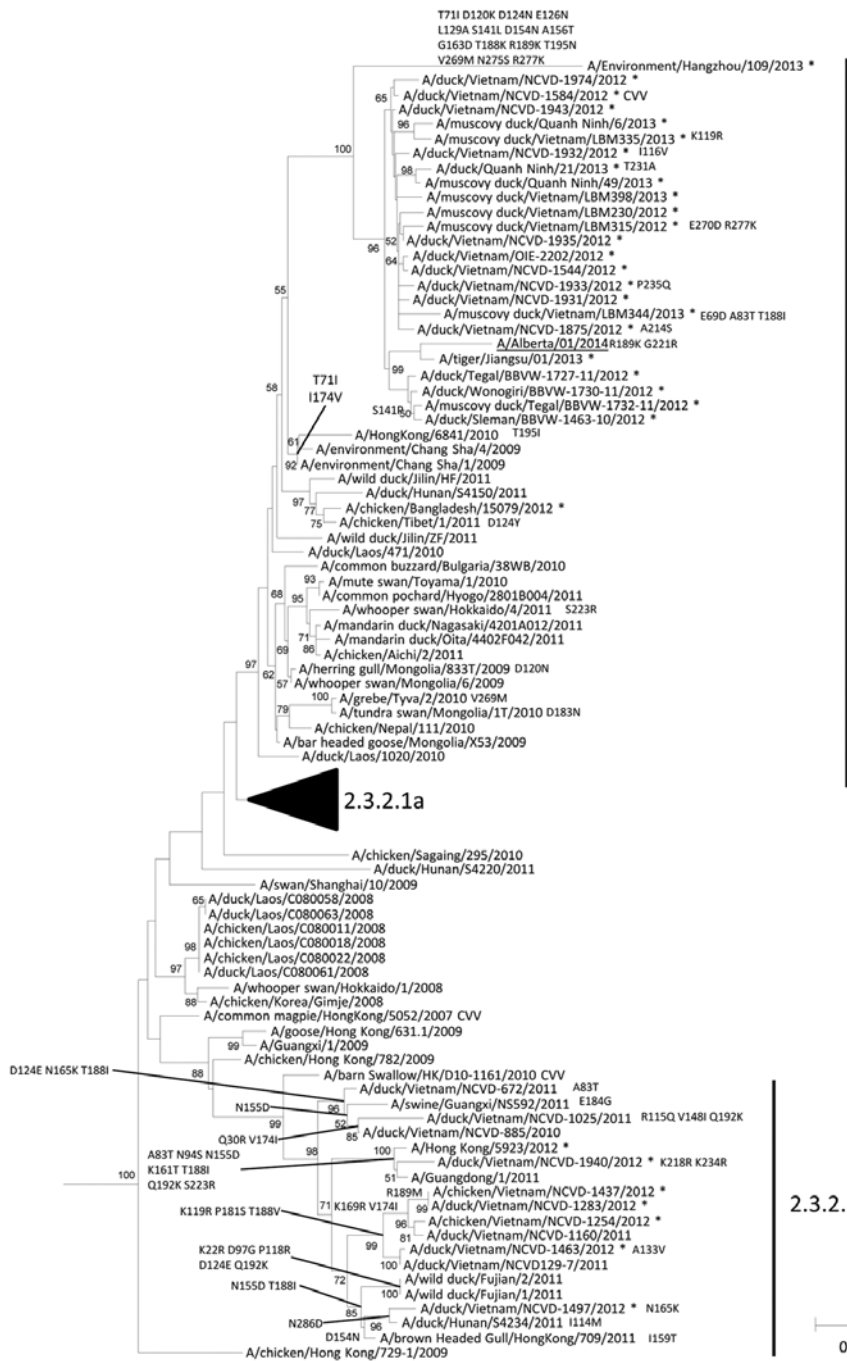 T71I D120K D124N E126N
L129A S141L D154N A156T
G163D T188K R189K T195N
V269M N275S R277K
A/Environment/Hangzhou/109/2013 *
A/duck/Vietnam/NCVD-1974/2012 *
65
A/duck/Vietnam/NCVD-1584/2012 * CVV
A/duck/Vietnam/NCVD-1943/2012 *
96
A/muscovy duck/Quanh Ninh/6/2013 *
A/muscovy duck/Vietnam/LBM335/2013 * K119R
100
A/duck/Vietnam/NCVD-1932/2012 * I116V
98
A/duck/Quanh Ninh/21/2013 * T231A
A/muscovy duck/Quanh Ninh/49/2013 *
A/muscovy duck/Vietnam/LBM398/2013 *
A/muscovy duck/Vietnam/LBM230/2012 *
A/muscovy duck/Vietnam/LBM315/2012 * E270D R277K
96
52
A/duck/Vietnam/NCVD-1935/2012 *
64
A/duck/Vietnam/OIE-2202/2012 *
A/duck/Vietnam/NCVD-1544/2012 *
A/duck/Vietnam/NCVD-1933/2012 * P235Q
A/duck/Vietnam/NCVD-1931/2012 *
A/muscovy duck/Vietnam/LBM344/2013 * E69D A83T T188I
A/duck/Vietnam/NCVD-1875/2012 * A214S
A/Alberta/01/2014 R189K G221R
A/tiger/Jiangsu/01/2013 *
99
A/duck/Tegal/BBVW-1727-11/2012 *
55
A/duck/Wonogiri/BBVW-1730-11/2012 *
A/muscovy duck/Tegal/BBVW-1732-11/2012 *
S141P
50
A/duck/Sleman/BBVW-1463-10/2012 *
T71I
I174V
58
61
A/HongKong/6841/2010 T195I
A/environment/Chang Sha/4/2009
92
A/environment/Chang Sha/1/2009
A/wild duck/Jilin/HF/2011
97
A/duck/Hunan/S4150/2011
77
A/chicken/Bangladesh/15079/2012 *
75
A/chicken/Tibet/1/2011 D124Y
A/wild duck/Jilin/ZF/2011
A/duck/Laos/471/2010
A/common buzzard/Bulgaria/38WB/2010
93
A/mute swan/Toyama/1/2010
68
95
A/common pochard/Hyogo/2801B004/2011
A/whooper swan/Hokkaido/4/2011 S223R
A/mandarin duck/Nagasaki/4201A012/2011
71
A/mandarin duck/Oita/4402F042/2011
69
86
A/chicken/Aichi/2/2011
97
62
A/herring gull/Mongolia/833T/2009 D120N
57
A/whooper swan/Mongolia/6/2009
100
A/grebe/Tyva/2/2010 V269M
79
A/tundra swan/Mongolia/1T/2010 D183N
A/chicken/Nepal/111/2010
A/bar headed goose/Mongolia/X53/2009
A/duck/Laos/1020/2010
2.3.2.1a
A/chicken/Sagaing/295/2010
A/duck/Hunan/S4220/2011
A/swan/Shanghai/10/2009
65
A/duck/Laos/C080058/2008
A/duck/Laos/C080063/2008
A/chicken/Laos/C080011/2008
98
A/chicken/Laos/C080018/2008
A/chicken/Laos/C080022/2008
97
A/duck/Laos/C080061/2008
A/whooper swan/Hokkaido/1/2008
88
A/chicken/Korea/Gimje/2008
A/common magpie/HongKong/5052/2007 CVV
A/goose/Hong Kong/631.1/2009
99
A/Guangxi/1/2009
A/chicken/Hong Kong/782/2009
D124E N165K T188I
88
A/barn Swallow/HK/D10-1161/2010 CVV
A/duck/Vietnam/NCVD-672/2011 A83T
N155D
96
A/swine/Guangxi/NS592/2011 E184G
99
52
A/duck/Vietnam/NCVD-1025/2011 R115Q V148I Q192K
Q30R V174I
85
A/duck/Vietnam/NCVD-885/2010
A83T N94S N155D
K161T T188I
Q192K S223R
98
100
A/Hong Kong/5923/2012 *
A/duck/Vietnam/NCVD-1940/2012 * K218R K234R
100
51
A/Guangdong/1/2011
R189M
A/chicken/Vietnam/NCVD-1437/2012 *
K119R P181S T188V
71
K169R V174I
99
A/duck/Vietnam/NCVD-1283/2012 *
2.3.2.
96
A/chicken/Vietnam/NCVD-1254/2012 *
81
A/duck/Vietnam/NCVD-1160/2011
99
A/duck/Vietnam/NCVD-1463/2012 * A133V
K22R D97G P118R
D124E Q192K
100
A/duck/Vietnam/NCVD129-7/2011
72
A/wild duck/Fujian/2/2011
N155D T188I
100
A/wild duck/Fujian/1/2011
85
A/duck/Vietnam/NCVD-1497/2012 * N165K
N286D
96
A/duck/Hunan/S4234/2011 I114M
D154N
A/brown Headed Gull/HongKong/709/2011 I159T
A/chicken/Hong Kong/729-1/2009
0